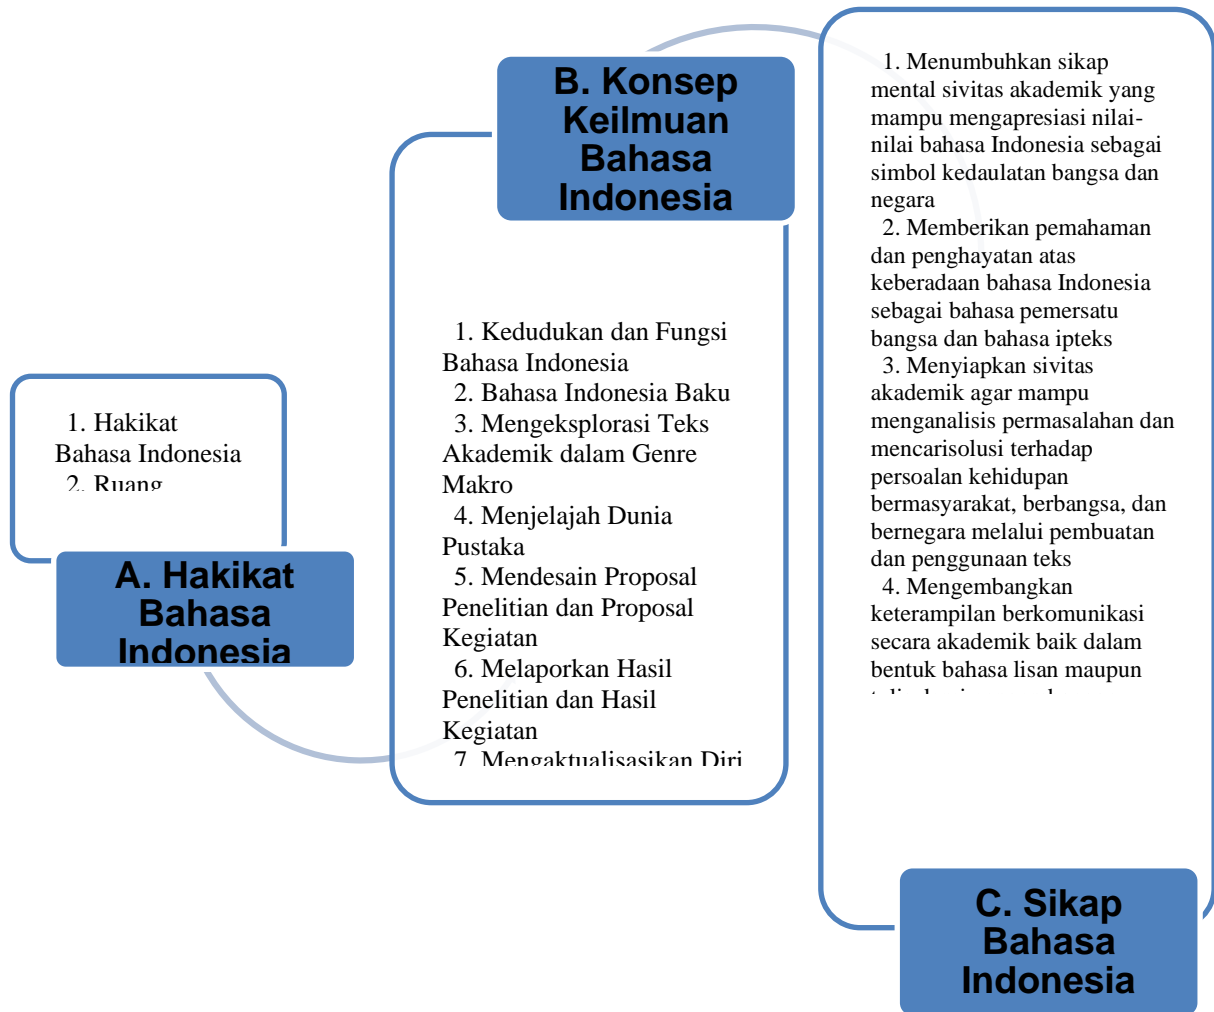 1. Hakikat
Bahasa Indonesia
2. Ruang
A. Hakikat
Bahasa
Indonesia
B. Konsep
Keilmuan
Bahasa
Indonesia
1. Kedudukan dan Fungsi
Bahasa Indonesia
2. Bahasa Indonesia Baku
3. Mengeksplorasi Teks
Akademik dalam Genre
Makro
4. Menjelajah Dunia
Pustaka
5. Mendesain Proposal
Penelitian dan Proposal
Kegiatan
6. Melaporkan Hasil
Penelitian dan Hasil
Kegiatan
7. Mengaktualisasikan Diri
1. Menumbuhkan sikap
mental sivitas akademik yang
mampu mengapresiasi nilai-
nilai bahasa Indonesia sebagai
simbol kedaulatan bangsa dan
negara
2. Memberikan pemahaman
dan penghayatan atas
keberadaan bahasa Indonesia
sebagai bahasa pemersatu
bangsa dan bahasa ipteks
3. Menyiapkan sivitas
akademik agar mampu
menganalisis permasalahan dan
mencarisolusi terhadap
persoalan kehidupan
bermasyarakat, berbangsa, dan
bernegara melalui pembuatan
dan penggunaan teks
4. Mengembangkan
keterampilan berkomunikasi
secara akademik baik dalam
bentuk bahasa lisan maupun
C. Sikap
Bahasa
Indonesia